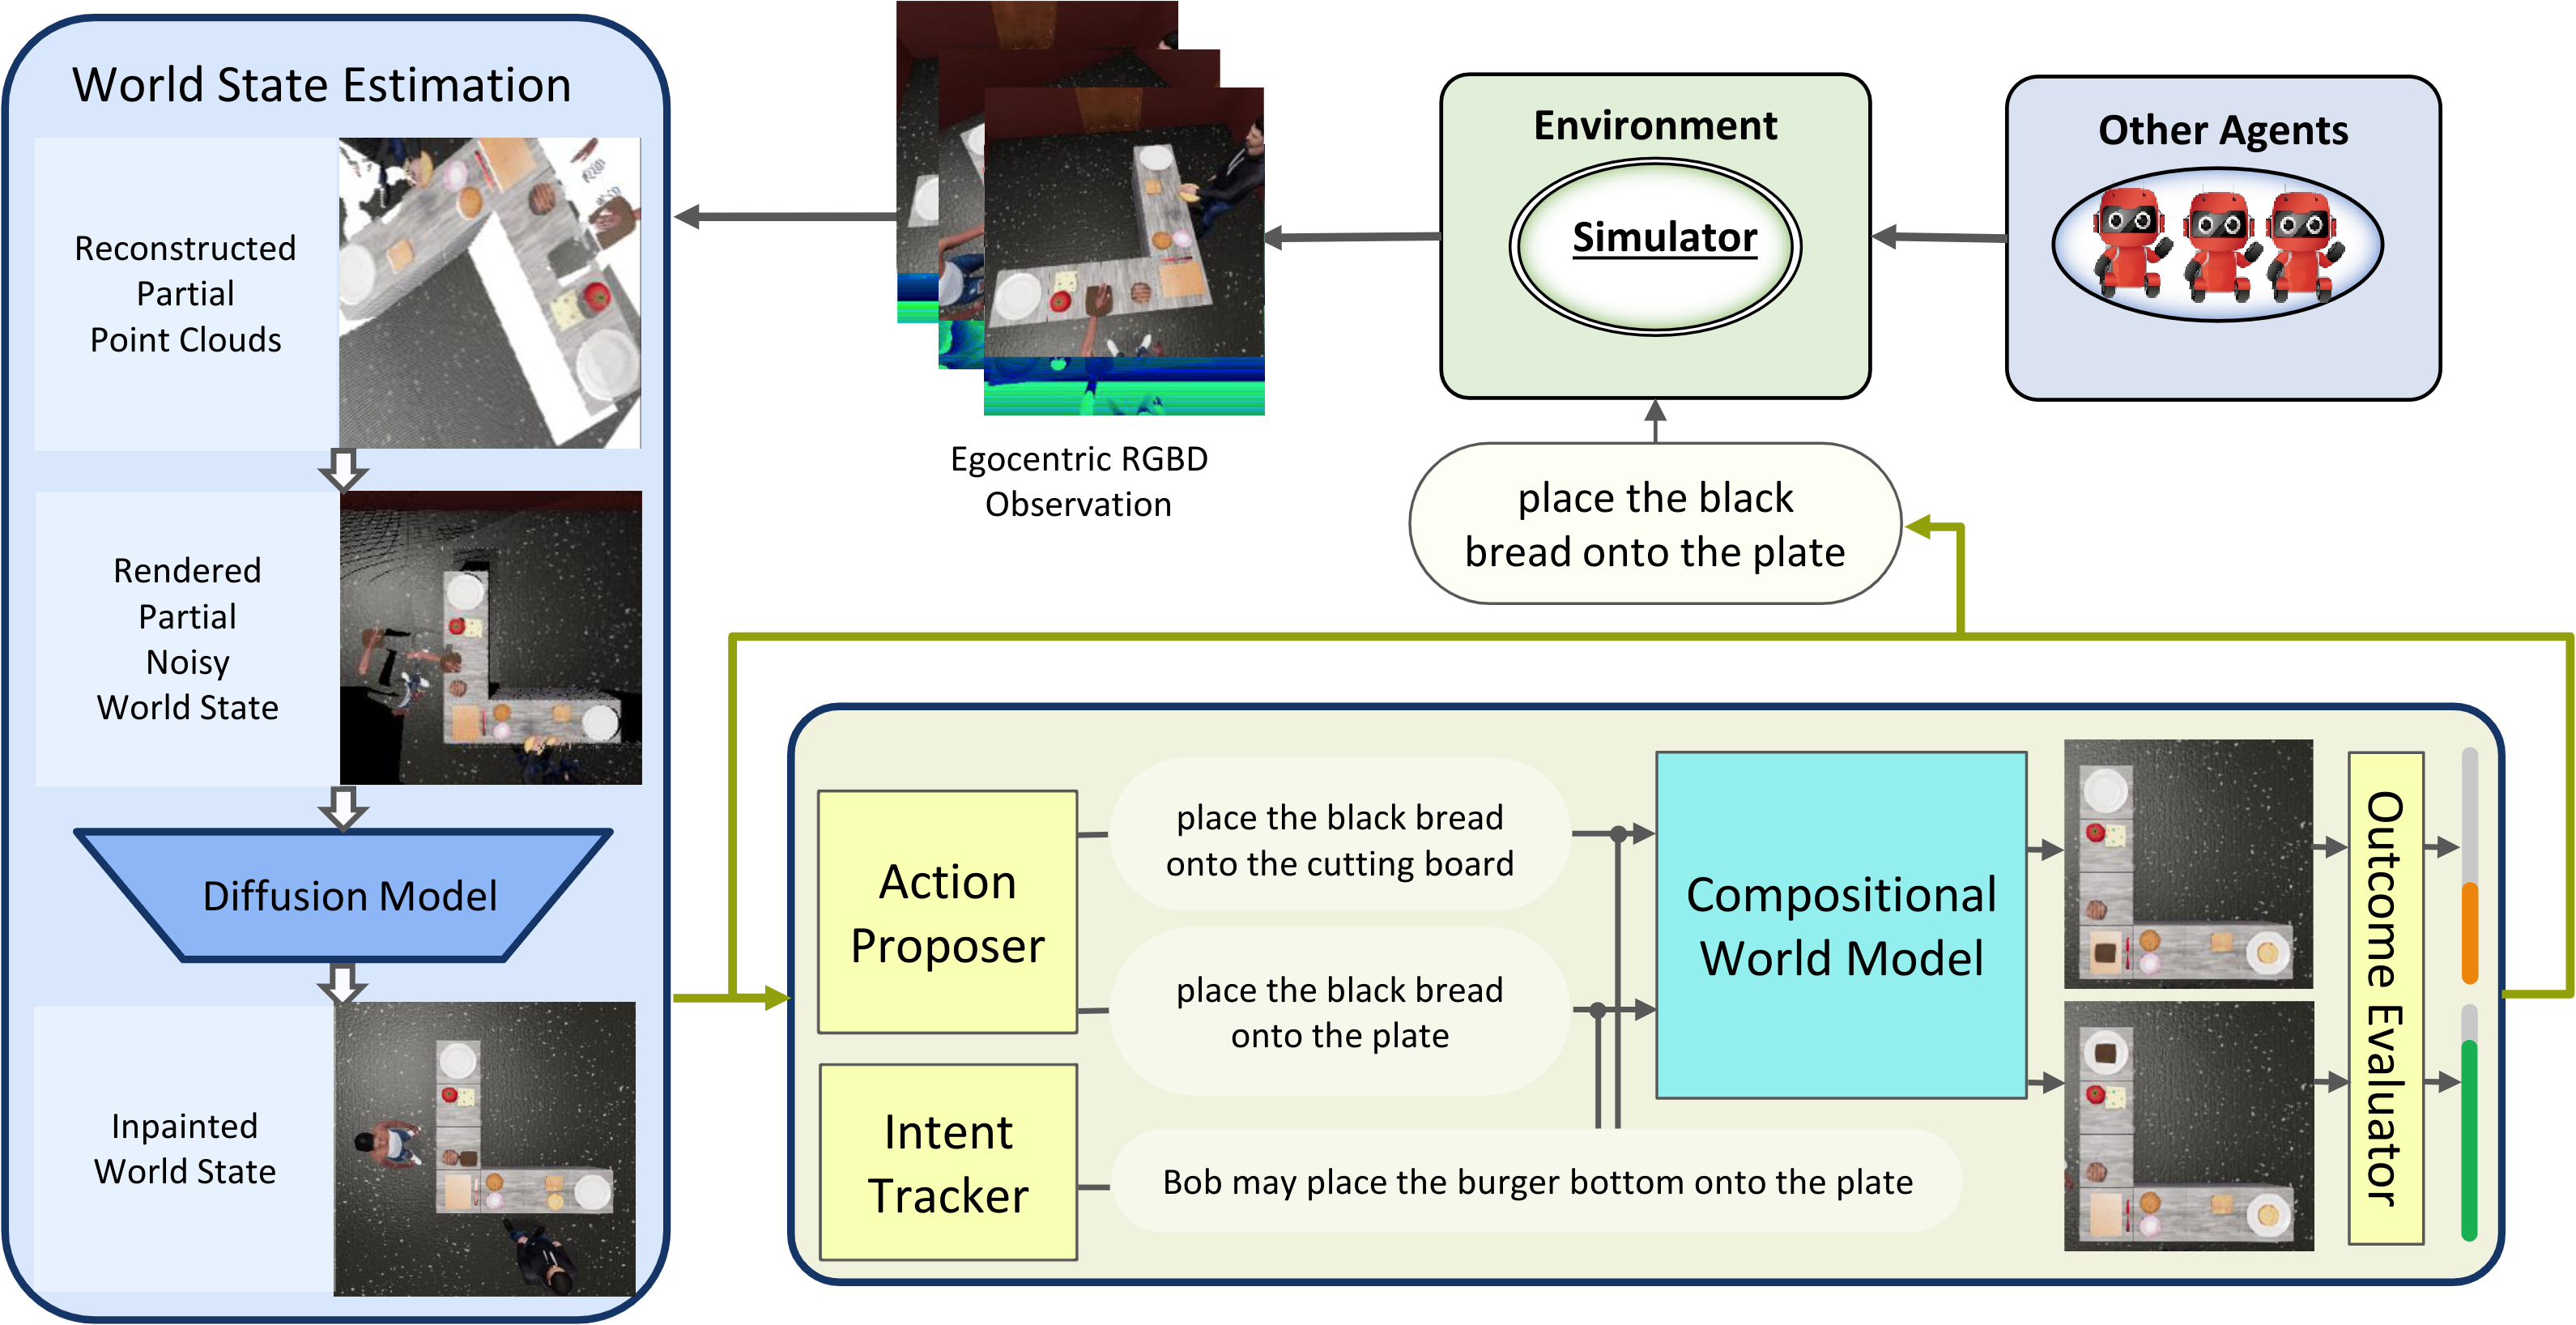 World State Estimation
Reconstructed
Partial
Point Clouds
Rendered
Partial
Noisy
World State
Diffusion Model
Inpainted
World State
Egocentric RGBD
Observation
Environment
Simulator
Other Agents
place the black
bread onto the plate
Action
Proposer
place the black bread
onto the cutting board
place the black bread
onto the plate
Intent
Tracker
Bob may place the burger bottom onto the plate
Compositional
World Model
Outcome Evaluator